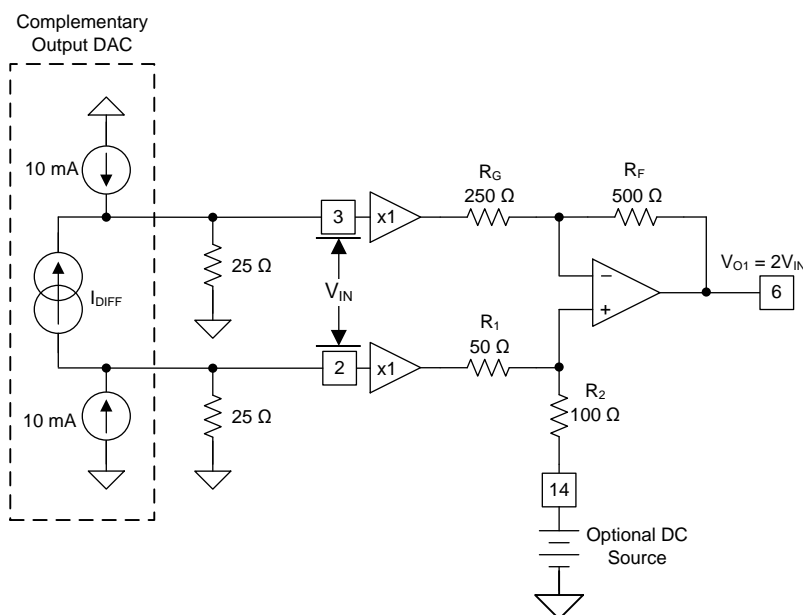 Complementary
Output DAC
10 mA
I_DIFF
10 mA
25 Ω
25 Ω
3
V_IN
2
x1
x1
R_G
250 Ω
R_F
500 Ω
−
+
R_1
50 Ω
R_2
100 Ω
V_O1 = 2V_IN
6
14
Optional DC
Source